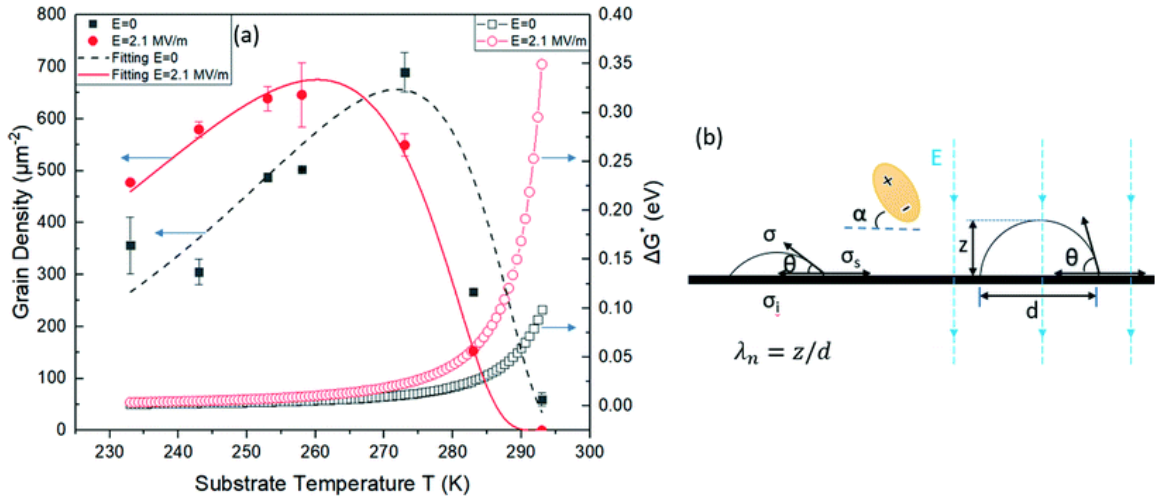 800
700
600
500
400
300
200
100
0
Grain Density (μm⁻²)
(a)
E=0
E=2.1 MV/m
Fitting E=0
Fitting E=2.1 MV/m
E=0
E=2.1 MV/m
0.40
0.35
0.30
0.25
0.20
0.15
0.10
0.05
0.00
ΔG* (eV)
230 240 250 260 270 280 290 300
Substrate Temperature T (K)
(b)
E
+
-
α
σ
θ
σs
σi
z
θ
d
λn = z/d